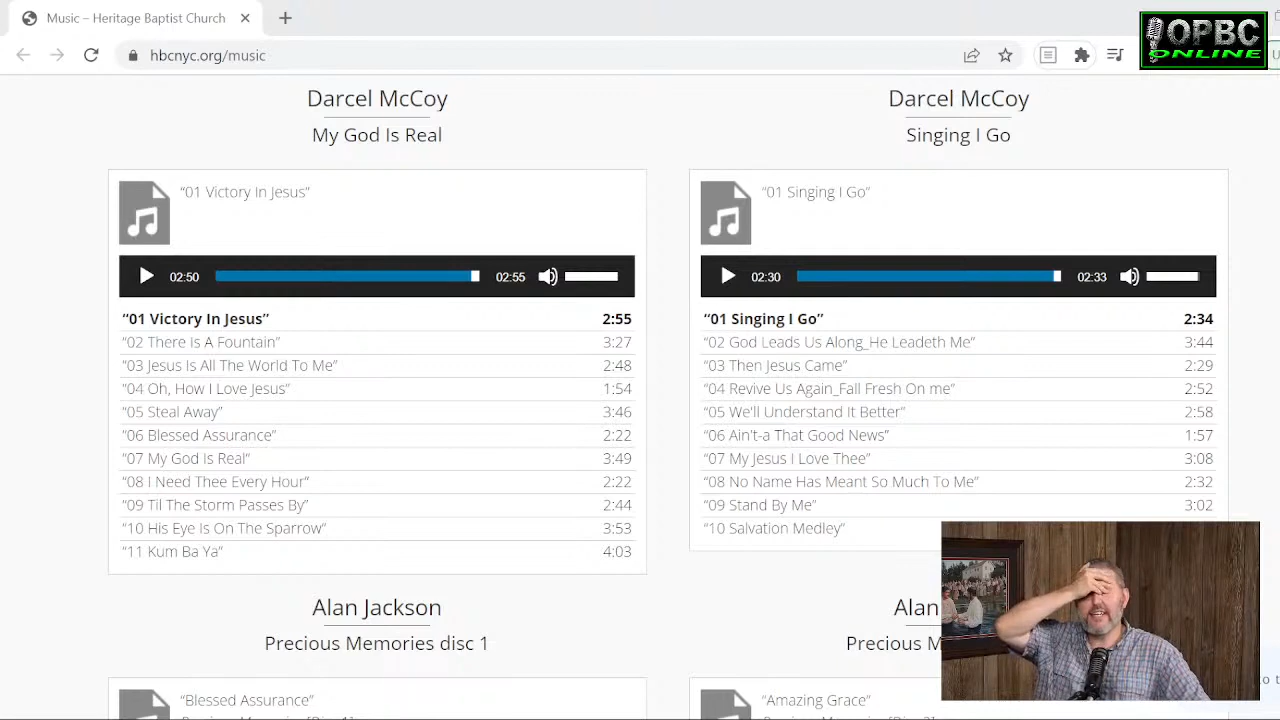 Music – Heritage Baptist Church
OPBC
ONLINE
hbcnyc.org/music
Darcel McCoy
My God Is Real
“01 Victory In Jesus”
02:50
02:55
“01 Victory In Jesus” 2:55
“02 There Is A Fountain” 3:27
“03 Jesus Is All The World To Me” 2:48
“04 Oh, How I Love Jesus” 1:54
“05 Steal Away” 3:46
“06 Blessed Assurance” 2:22
“07 My God Is Real” 3:49
“08 I Need Thee Every Hour” 2:22
“09 Til The Storm Passes By” 2:44
“10 His Eye Is On The Sparrow” 3:53
“11 Kum Ba Ya” 4:03
Darcel McCoy
Singing I Go
“01 Singing I Go”
02:30
02:33
“01 Singing I Go” 2:34
“02 God Leads Us Along_He Leadeth Me” 3:44
“03 Then Jesus Came” 2:29
“04 Revive Us Again_Fall Fresh On me” 2:52
“05 We'll Understand It Better” 2:58
“06 Ain't-a That Good News” 1:57
“07 My Jesus I Love Thee” 3:08
“08 No Name Has Meant So Much To Me” 2:32
“09 Stand By Me” 3:02
“10 Salvation Medley”
Alan Jackson
Precious Memories disc 1
“Blessed Assurance”
Alan
Precious
“Amazing Grace”